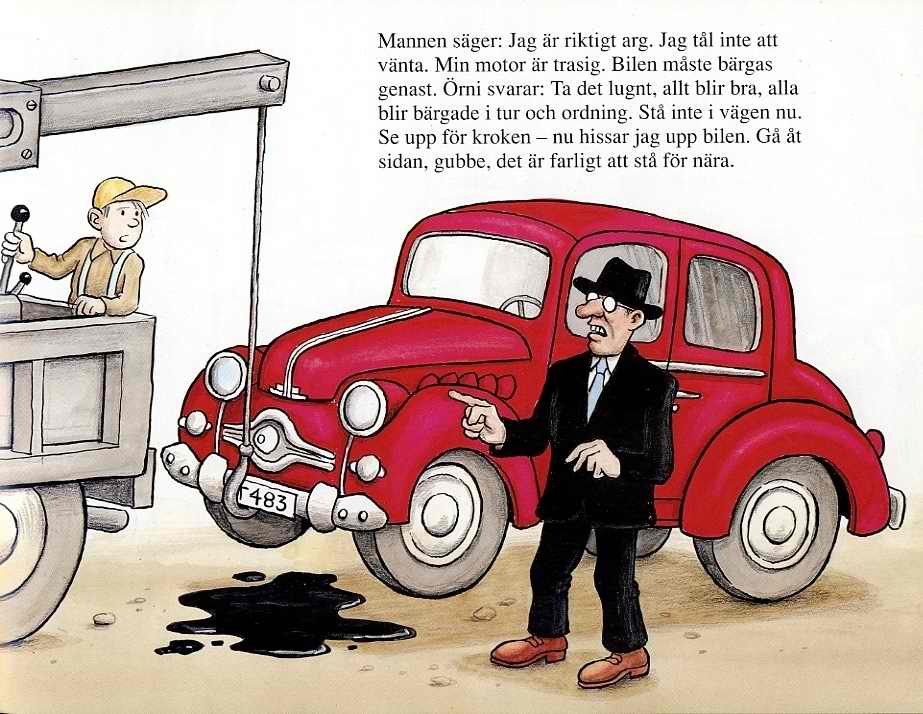 Mannen säger: Jag är riktigt arg. Jag tål inte att
vänta. Min motor är trasig. Bilen måste bärgas
genast. Örni svarar: Ta det lugnt, allt blir bra, alla
blir bärgade i tur och ordning. Stå inte i vägen nu.
Se upp för kroken – nu hissar jag upp bilen. Gå åt
sidan, gubbe, det är farligt att stå för nära.
483